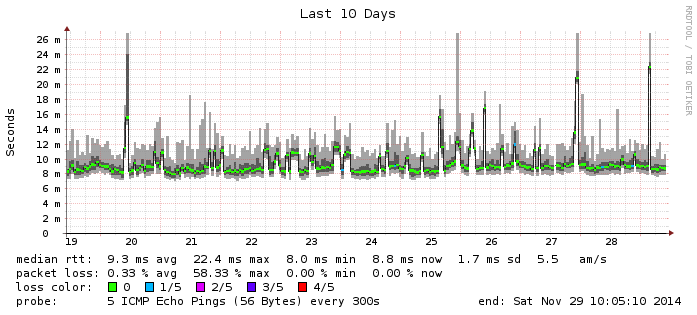 Last 10 Days
RRDTOOL / TOBI OETIKER
Seconds
26 m
24 m
22 m
20 m
18 m
16 m
14 m
12 m
10 m
8 m
6 m
4 m
2 m
0
19 20 21 22 23 24 25 26 27 28
median rtt: 9.3 ms avg 22.4 ms max 8.0 ms min 8.8 ms now 1.7 ms sd 5.5 am/s
packet loss: 0.33 % avg 58.33 % max 0.00 % min 0.00 % now
loss color: 0 1/5 2/5 3/5 4/5
probe: 5 ICMP Echo Pings (56 Bytes) every 300s end: Sat Nov 29 10:05:10 2014